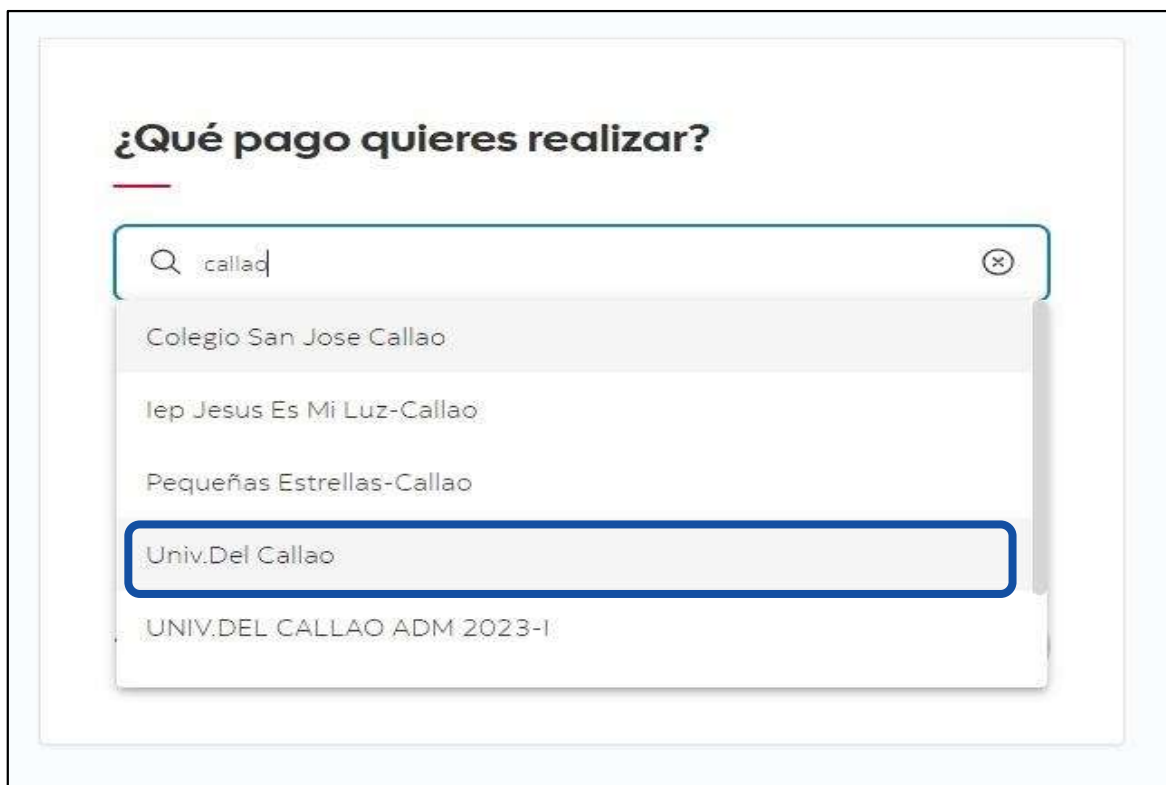 ¿Qué pago quieres realizar?
callao
Colegio San Jose Callao
Iep Jesus Es Mi Luz-Callao
Pequeñas Estrellas-Callao
Univ.Del Callao
UNIV.DEL CALLAO ADM 2023-I